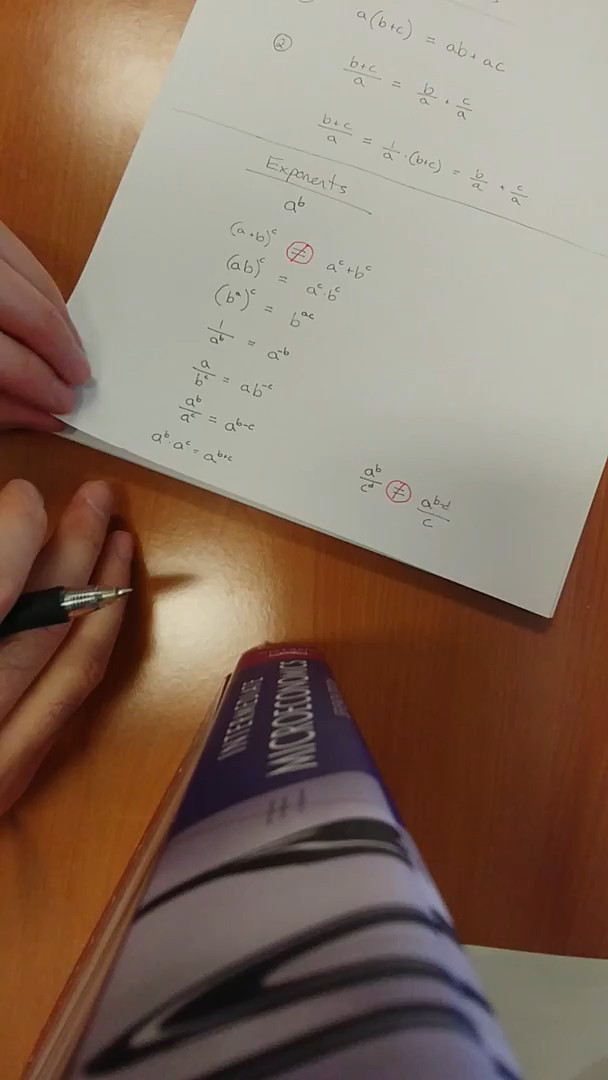 a(b+c) = ab+ac
②
b+c/a = b/a + c/a
b+c/a = 1/a · (b+c) = b/a + c/a
Exponents
a^b
(a+b)^c ≠ a^c + b^c
(ab)^c = a^c · b^c
(b^a)^c = b^ac
1/a^b = a^-b
a/b^c = ab^-c
a^b/a^c = a^b-c
a^b · a^c = a^b+c
a^b/c^d ≠ a^b-d/c
INTERMEDIATE
MICROECONOMICS